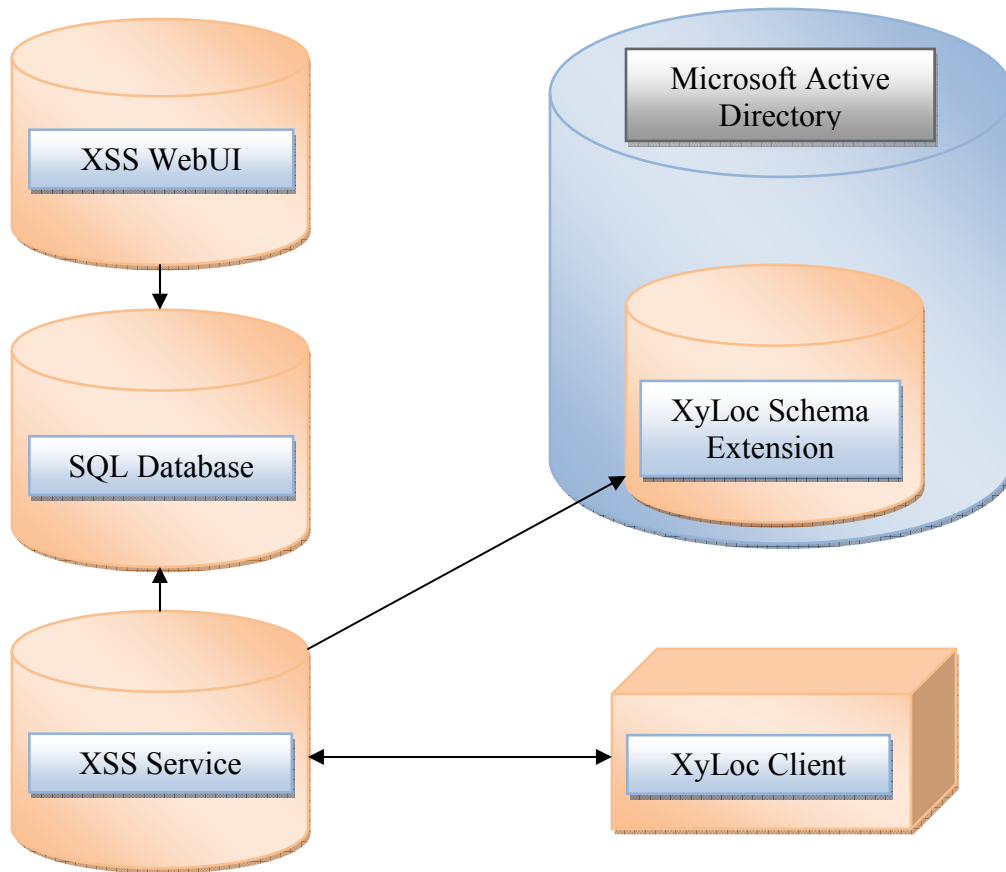 XSS WebUI
Microsoft Active
Directory
SQL Database
XyLoc Schema
Extension
XSS Service
XyLoc Client